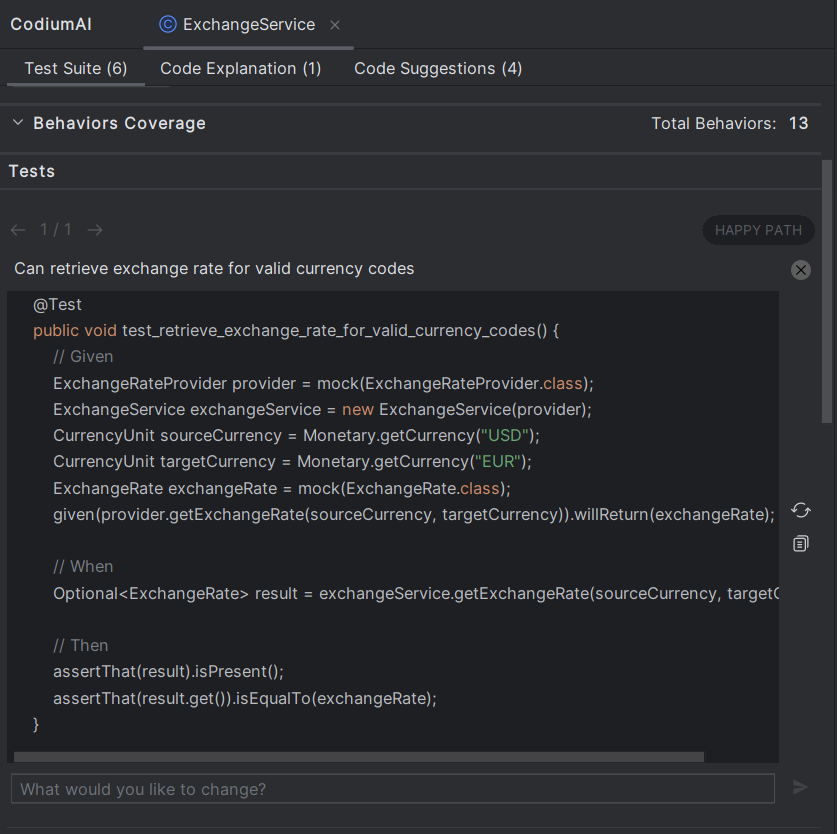 CodiumAI
ExchangeService
Test Suite (6) Code Explanation (1) Code Suggestions (4)
Behaviors Coverage Total Behaviors: 13
Tests
1 / 1 HAPPY PATH
Can retrieve exchange rate for valid currency codes
@Test
public void test_retrieve_exchange_rate_for_valid_currency_codes() {
// Given
ExchangeRateProvider provider = mock(ExchangeRateProvider.class);
ExchangeService exchangeService = new ExchangeService(provider);
CurrencyUnit sourceCurrency = Monetary.getCurrency("USD");
CurrencyUnit targetCurrency = Monetary.getCurrency("EUR");
ExchangeRate exchangeRate = mock(ExchangeRate.class);
given(provider.getExchangeRate(sourceCurrency, targetCurrency)).willReturn(exchangeRate);
// When
Optional<ExchangeRate> result = exchangeService.getExchangeRate(sourceCurrency, target
// Then
assertThat(result).isPresent();
assertThat(result.get()).isEqualTo(exchangeRate);
}
What would you like to change?